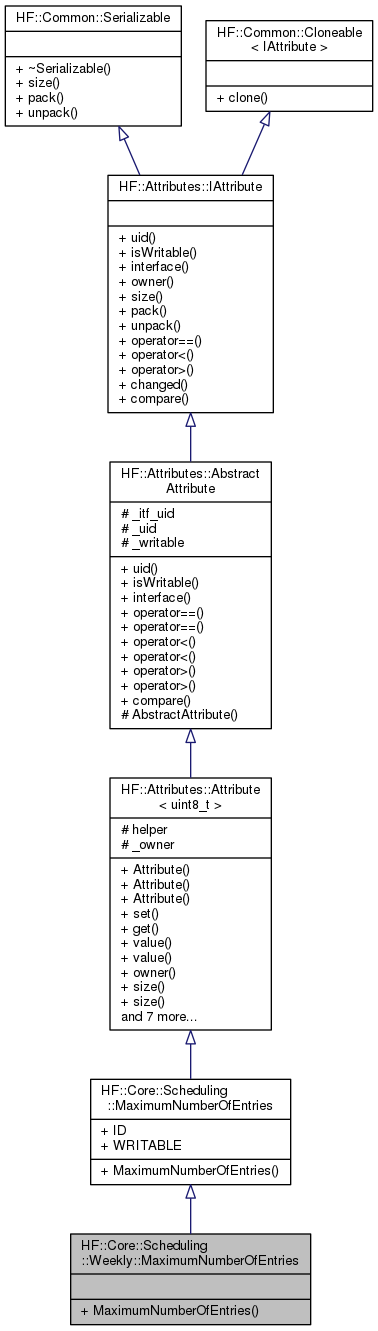 HF::Common::Serializable
+ ~Serializable()
+ size()
+ pack()
+ unpack()
HF::Common::Cloneable
< IAttribute >
+ clone()
HF::Attributes::IAttribute
+ uid()
+ isWritable()
+ interface()
+ owner()
+ size()
+ pack()
+ unpack()
+ operator==()
+ operator<()
+ operator>()
+ changed()
+ compare()
HF::Attributes::Abstract
Attribute
# _itf_uid
# _uid
# _writable
+ uid()
+ isWritable()
+ interface()
+ operator==()
+ operator==()
+ operator<()
+ operator<()
+ operator>()
+ operator>()
+ compare()
# AbstractAttribute()
HF::Attributes::Attribute
< uint8_t >
# helper
# _owner
+ Attribute()
+ Attribute()
+ Attribute()
+ set()
+ get()
+ value()
+ value()
+ owner()
+ size()
+ size()
and 7 more...
HF::Core::Scheduling
::MaximumNumberOfEntries
+ ID
+ WRITABLE
+ MaximumNumberOfEntries()
HF::Core::Scheduling
::Weekly::MaximumNumberOfEntries
+ MaximumNumberOfEntries()